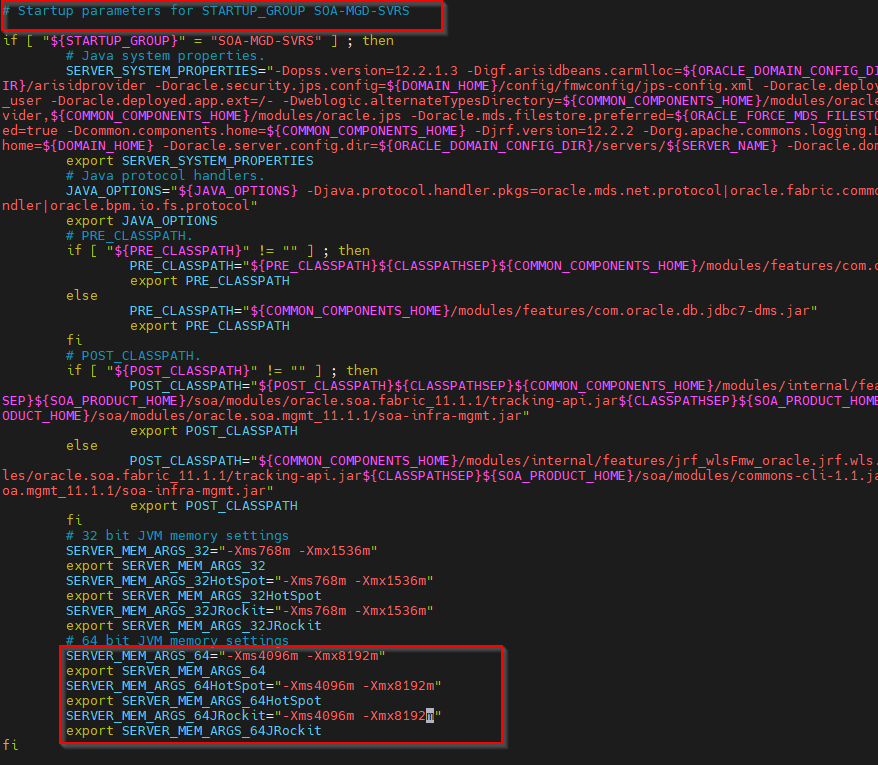 # Startup parameters for STARTUP_GROUP SOA-MGD-SVRS
if [ "${STARTUP_GROUP}" = "SOA-MGD-SVRS" ] ; then
# Java system properties.
SERVER_SYSTEM_PROPERTIES="-Dopss.version=12.2.1.3 -Digf.arisidbeans.carmlloc=${ORACLE_DOMAIN_CONFIG_DI
IR}/arisidprovider -Doracle.security.jps.config=${DOMAIN_HOME}/config/fmwconfig/jps-config.xml -Doracle.deploy
_user -Doracle.deployed.app.ext=/- -Dweblogic.alternateTypesDirectory=${COMMON_COMPONENTS_HOME}/modules/oracle
vider,${COMMON_COMPONENTS_HOME}/modules/oracle.jps -Doracle.mds.filestore.preferred=${ORACLE_FORCE_MDS_FILESTO
ed=true -Dcommon.components.home=${COMMON_COMPONENTS_HOME} -Djrf.version=12.2.2 -Dorg.apache.commons.logging.L
home=${DOMAIN_HOME} -Doracle.server.config.dir=${ORACLE_DOMAIN_CONFIG_DIR}/servers/${SERVER_NAME} -Doracle.dom
export SERVER_SYSTEM_PROPERTIES
# Java protocol handlers.
JAVA_OPTIONS="${JAVA_OPTIONS} -Djava.protocol.handler.pkgs=oracle.mds.net.protocol|oracle.fabric.commo
ndler|oracle.bpm.io.fs.protocol"
export JAVA_OPTIONS
# PRE_CLASSPATH.
if [ "${PRE_CLASSPATH}" != "" ] ; then
PRE_CLASSPATH="${PRE_CLASSPATH}${CLASSPATHSEP}${COMMON_COMPONENTS_HOME}/modules/features/com.o
export PRE_CLASSPATH
else
PRE_CLASSPATH="${COMMON_COMPONENTS_HOME}/modules/features/com.oracle.db.jdbc7-dms.jar"
export PRE_CLASSPATH
fi
# POST_CLASSPATH.
if [ "${POST_CLASSPATH}" != "" ] ; then
POST_CLASSPATH="${POST_CLASSPATH}${CLASSPATHSEP}${COMMON_COMPONENTS_HOME}/modules/internal/fea
SEP}${SOA_PRODUCT_HOME}/soa/modules/oracle.soa.fabric_11.1.1/tracking-api.jar${CLASSPATHSEP}${SOA_PRODUCT_HOME
ODUCT_HOME}/soa/modules/oracle.soa.mgmt_11.1.1/soa-infra-mgmt.jar"
export POST_CLASSPATH
else
POST_CLASSPATH="${COMMON_COMPONENTS_HOME}/modules/internal/features/jrf_wlsFmw_oracle.jrf.wls.
les/oracle.soa.fabric_11.1.1/tracking-api.jar${CLASSPATHSEP}${SOA_PRODUCT_HOME}/soa/modules/commons-cli-1.1.ja
oa.mgmt_11.1.1/soa-infra-mgmt.jar"
export POST_CLASSPATH
fi
# 32 bit JVM memory settings
SERVER_MEM_ARGS_32="-Xms768m -Xmx1536m"
export SERVER_MEM_ARGS_32
SERVER_MEM_ARGS_32HotSpot="-Xms768m -Xmx1536m"
export SERVER_MEM_ARGS_32HotSpot
SERVER_MEM_ARGS_32JRockit="-Xms768m -Xmx1536m"
export SERVER_MEM_ARGS_32JRockit
# 64 bit JVM memory settings
SERVER_MEM_ARGS_64="-Xms4096m -Xmx8192m"
export SERVER_MEM_ARGS_64
SERVER_MEM_ARGS_64HotSpot="-Xms4096m -Xmx8192m"
export SERVER_MEM_ARGS_64HotSpot
SERVER_MEM_ARGS_64JRockit="-Xms4096m -Xmx8192m"
export SERVER_MEM_ARGS_64JRockit
fi